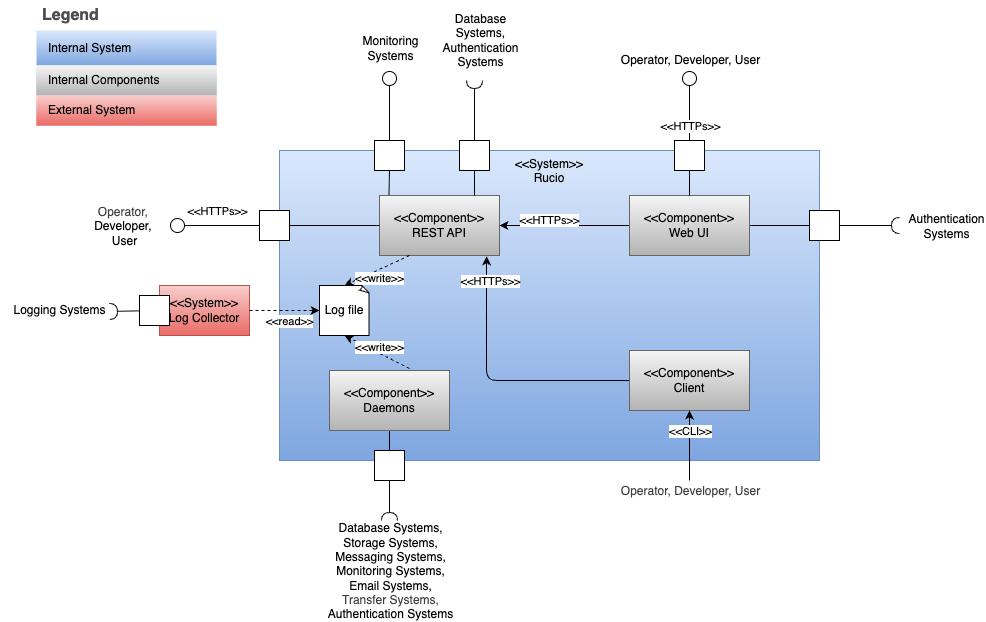 Legend
Internal System
Internal Components
External System
Monitoring
Systems
Database
Systems,
Authentication
Systems
Operator, Developer, User
<<HTTPs>>
<<System>>
Rucio
Operator,
Developer,
User
<<HTTPs>>
<<Component>>
REST API
<<HTTPs>>
<<Component>>
Web UI
Authentication
Systems
<<write>>
<<HTTPs>>
Logging Systems
<<System>>
Log Collector
<<read>>
Log file
<<write>>
<<Component>>
Daemons
<<Component>>
Client
<<CLI>>
Operator, Developer, User
Database Systems,
Storage Systems,
Messaging Systems,
Monitoring Systems,
Email Systems,
Transfer Systems,
Authentication Systems